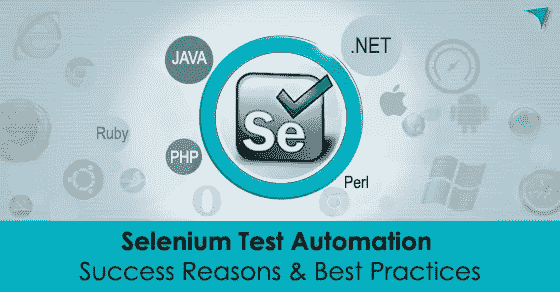 .NET
JAVA
Ruby
Se
PHP
Perl
Selenium Test Automation
Success Reasons & Best Practices